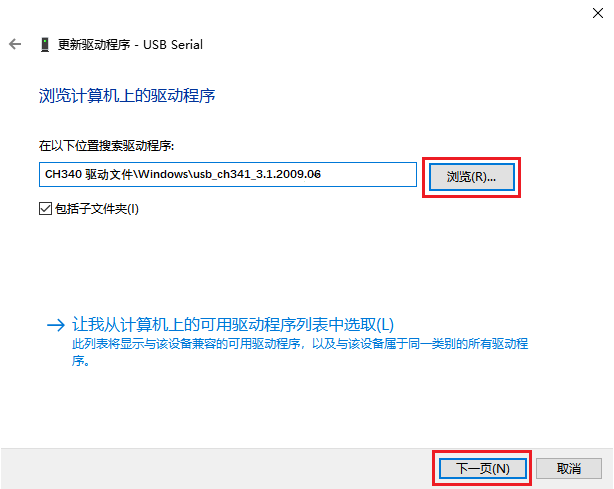 更新驱动程序 - USB Serial
浏览计算机上的驱动程序
在以下位置搜索驱动程序:
CH340 驱动文件\Windows\usb_ch341_3.1.2009.06
浏览(R)...
包括子文件夹(I)
让我从计算机上的可用驱动程序列表中选取(L)
此列表将显示与该设备兼容的可用驱动程序，以及与该设备属于同一类别的所有驱动程
序。
下一页(N)
取消